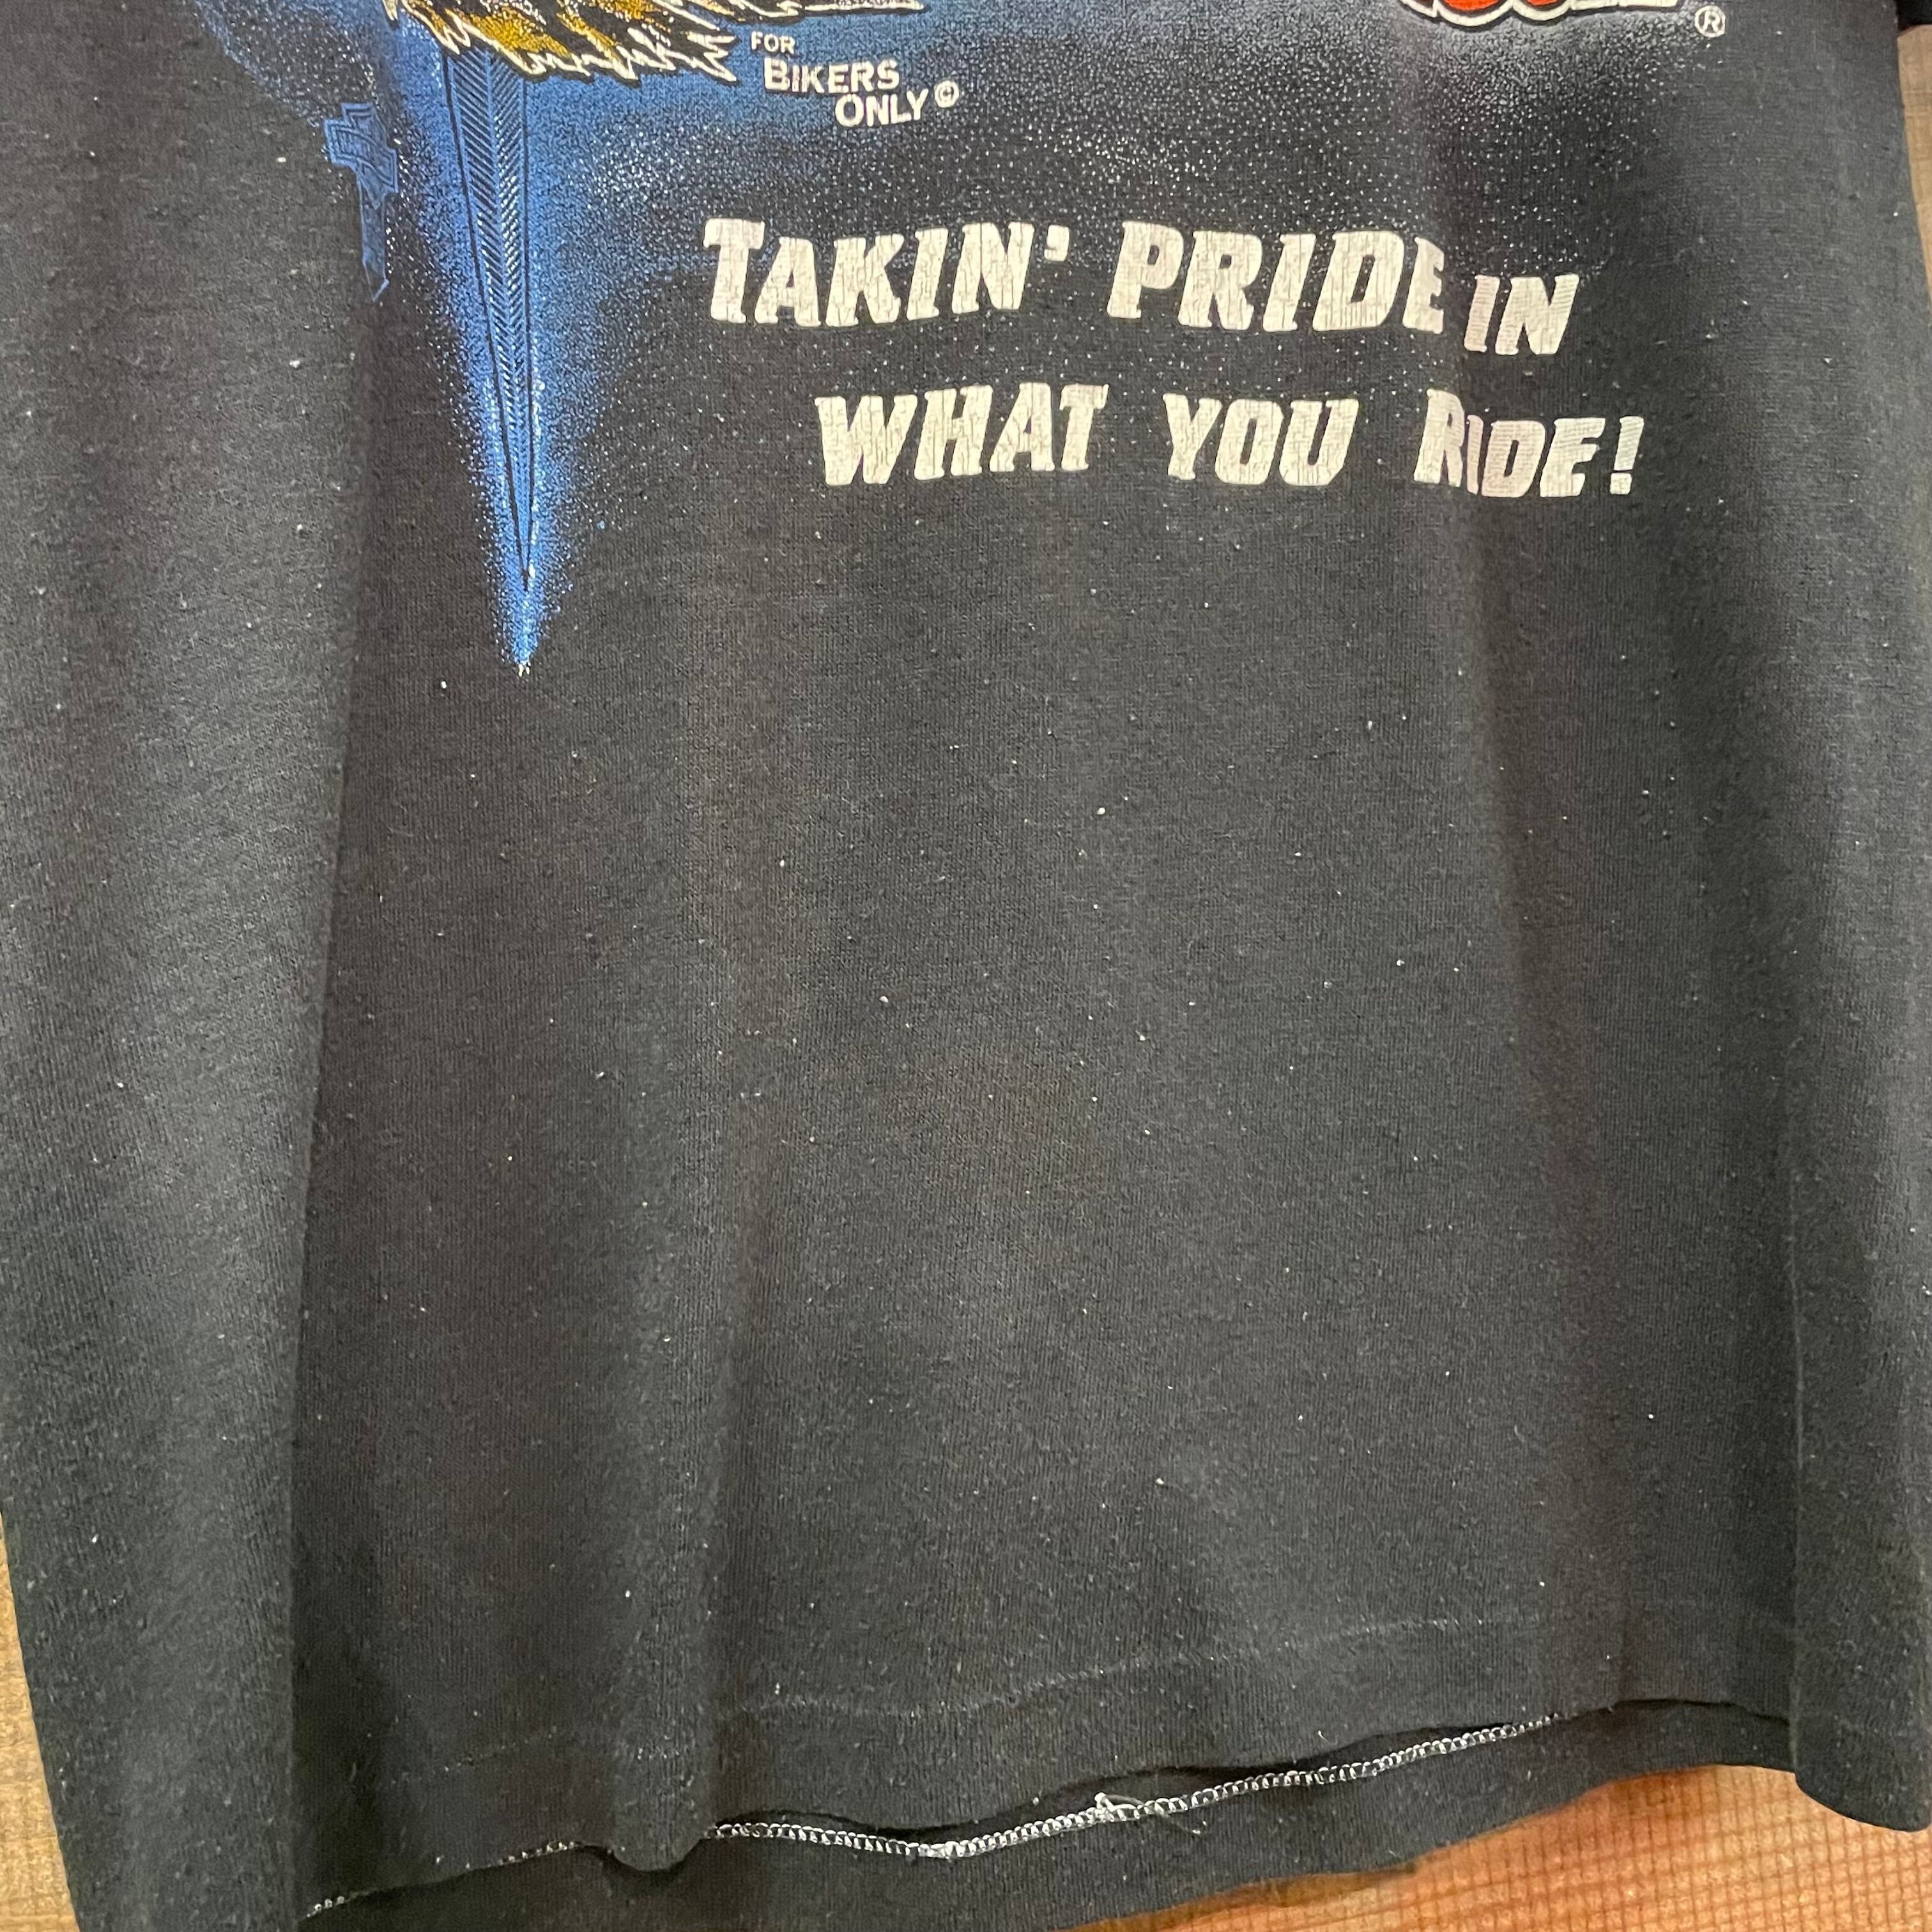 FOR
BIKERS
ONLY©
®
TAKIN' PRIDE IN
WHAT YOU RIDE!